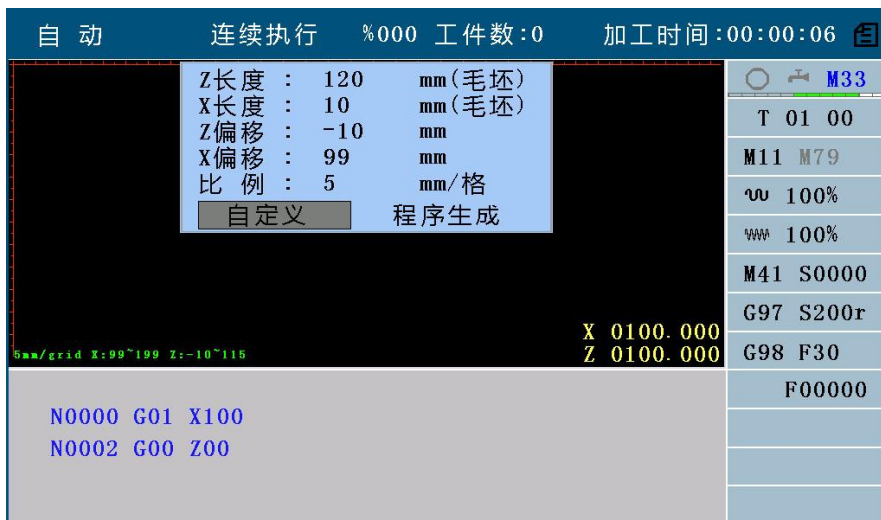 自 动 连续执行 %000 工件数:0 加工时间:00:00:06
Z长度 : 120 mm(毛坯)
X长度 : 10 mm(毛坯)
Z偏移 : -10 mm
X偏移 : 99 mm
比 例 : 5 mm/格
自定义 程序生成
X 0100.000
Z 0100.000
5mm/grid X:99~199 Z:-10~115
M33
T 01 00
M11 M79
100%
100%
M41 S0000
G97 S200r
G98 F30
F00000
N0000 G01 X100
N0002 G00 Z00